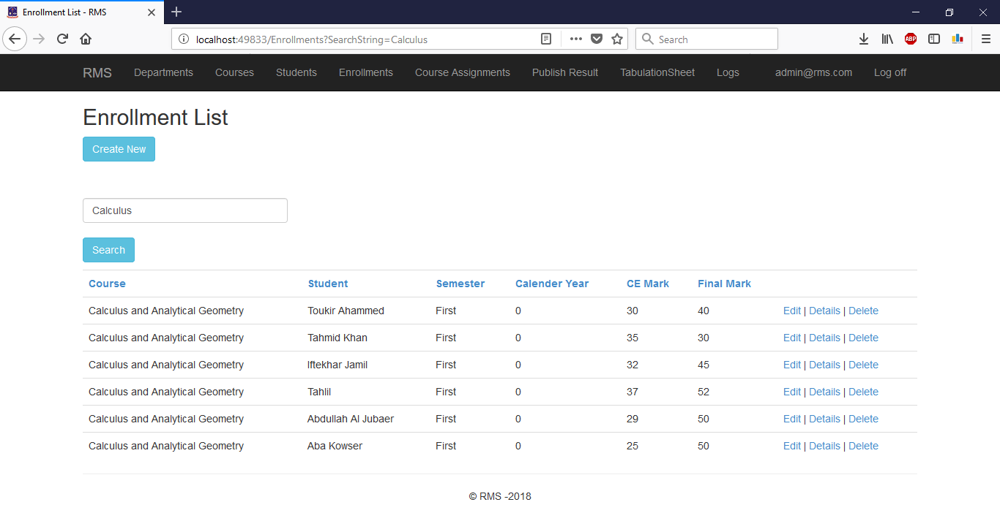 Enrollment List - RMS
localhost:49833/Enrollments?SearchString=Calculus
Search
ABP
RMS Departments Courses Students Enrollments Course Assignments Publish Result TabulationSheet Logs admin@rms.com Log off
Enrollment List
Create New
Calculus
Search
Course Student Semester Calender Year CE Mark Final Mark
Calculus and Analytical Geometry Toukir Ahammed First 0 30 40 Edit | Details | Delete
Calculus and Analytical Geometry Tahmid Khan First 0 35 30 Edit | Details | Delete
Calculus and Analytical Geometry Iftekhar Jamil First 0 32 45 Edit | Details | Delete
Calculus and Analytical Geometry Tahlil First 0 37 52 Edit | Details | Delete
Calculus and Analytical Geometry Abdullah Al Jubaer First 0 29 50 Edit | Details | Delete
Calculus and Analytical Geometry Aba Kowser First 0 25 50 Edit | Details | Delete
© RMS -2018